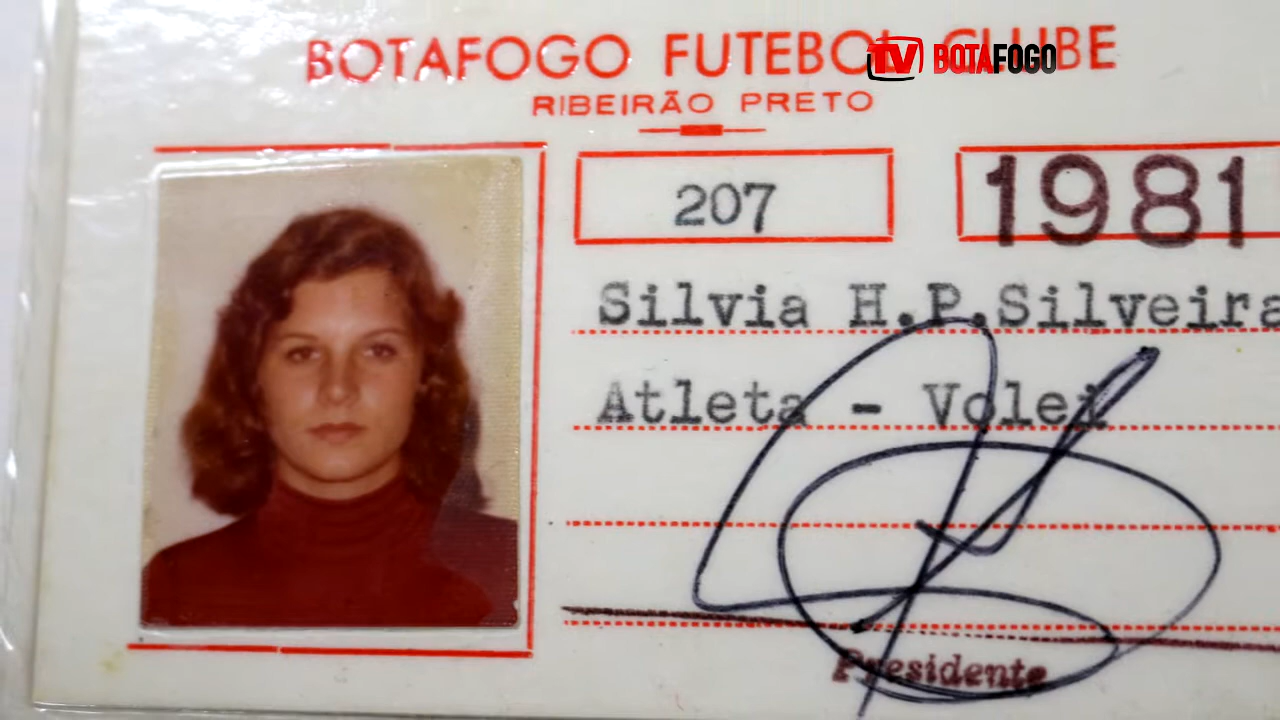 BOTAFOGO FUTEBOL CLUBE
TV BOTAFOGO
RIBEIRÃO PRETO
207
1981
Silvia H.P.Silveira
Atleta - Volei
Presidente